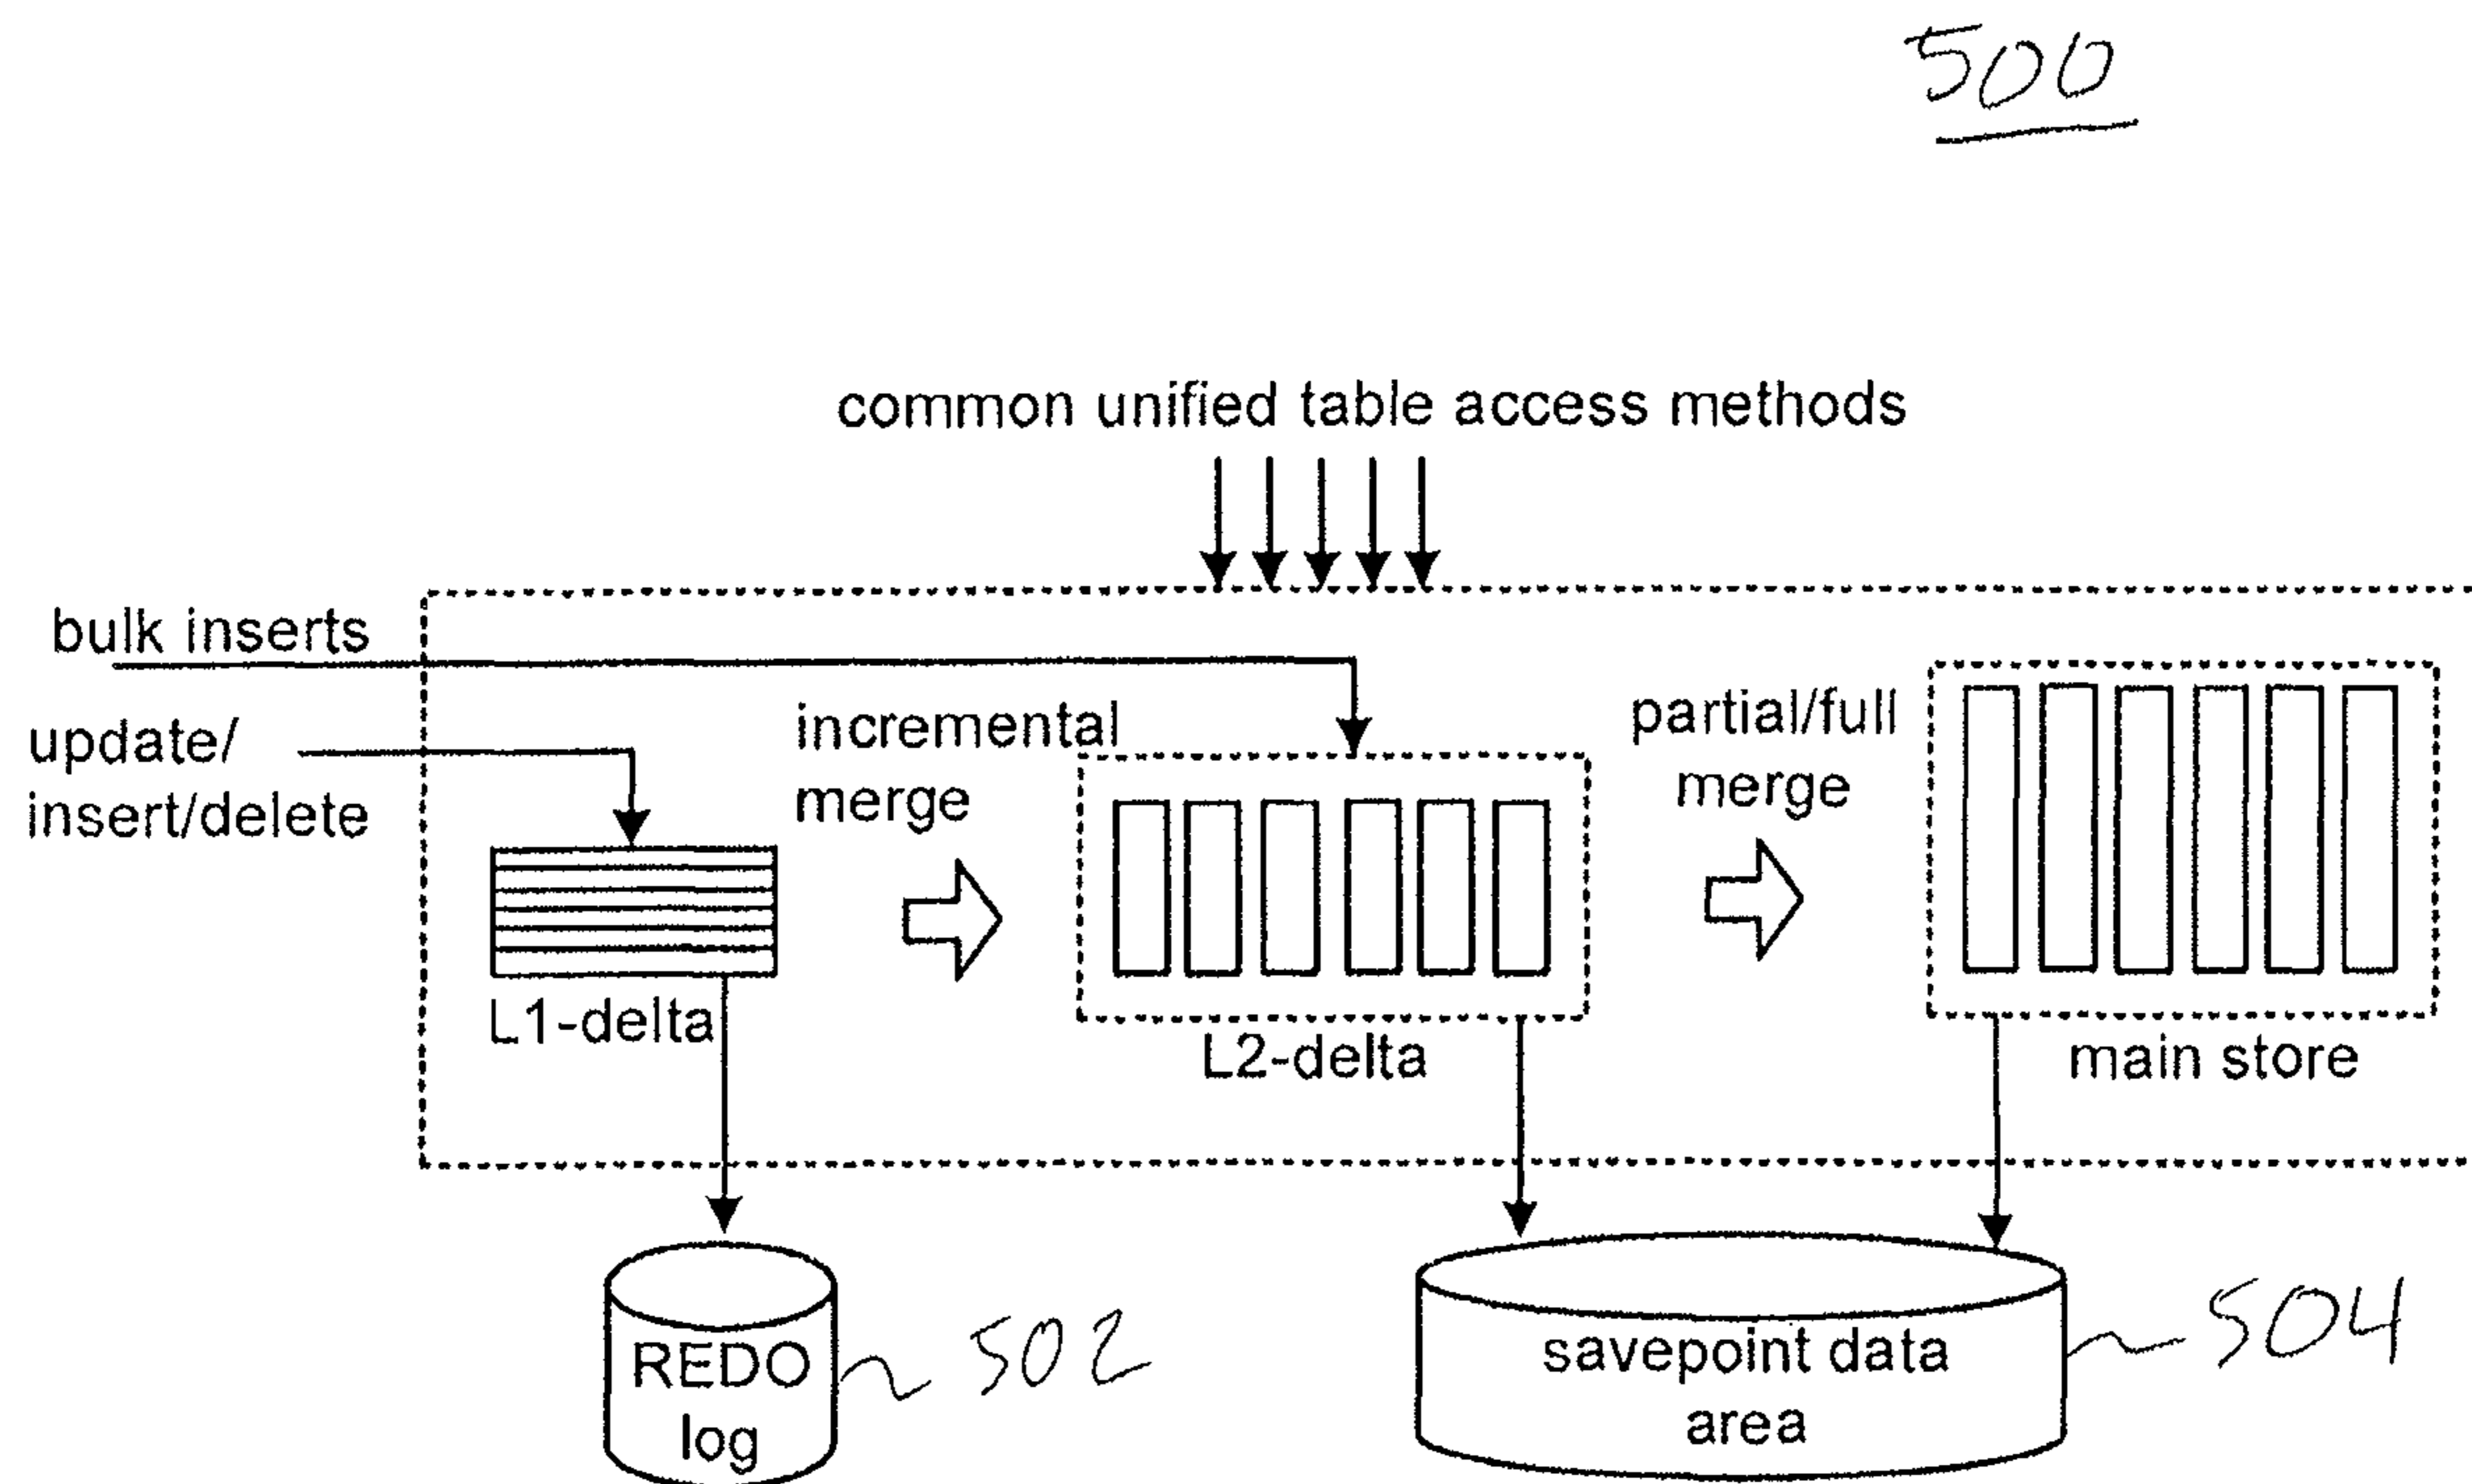 500
common unified table access methods
bulk inserts
update/
insert/delete
incremental
merge
partial/full
merge
L1-delta
L2-delta
main store
REDO
log
502
savepoint data
area
504